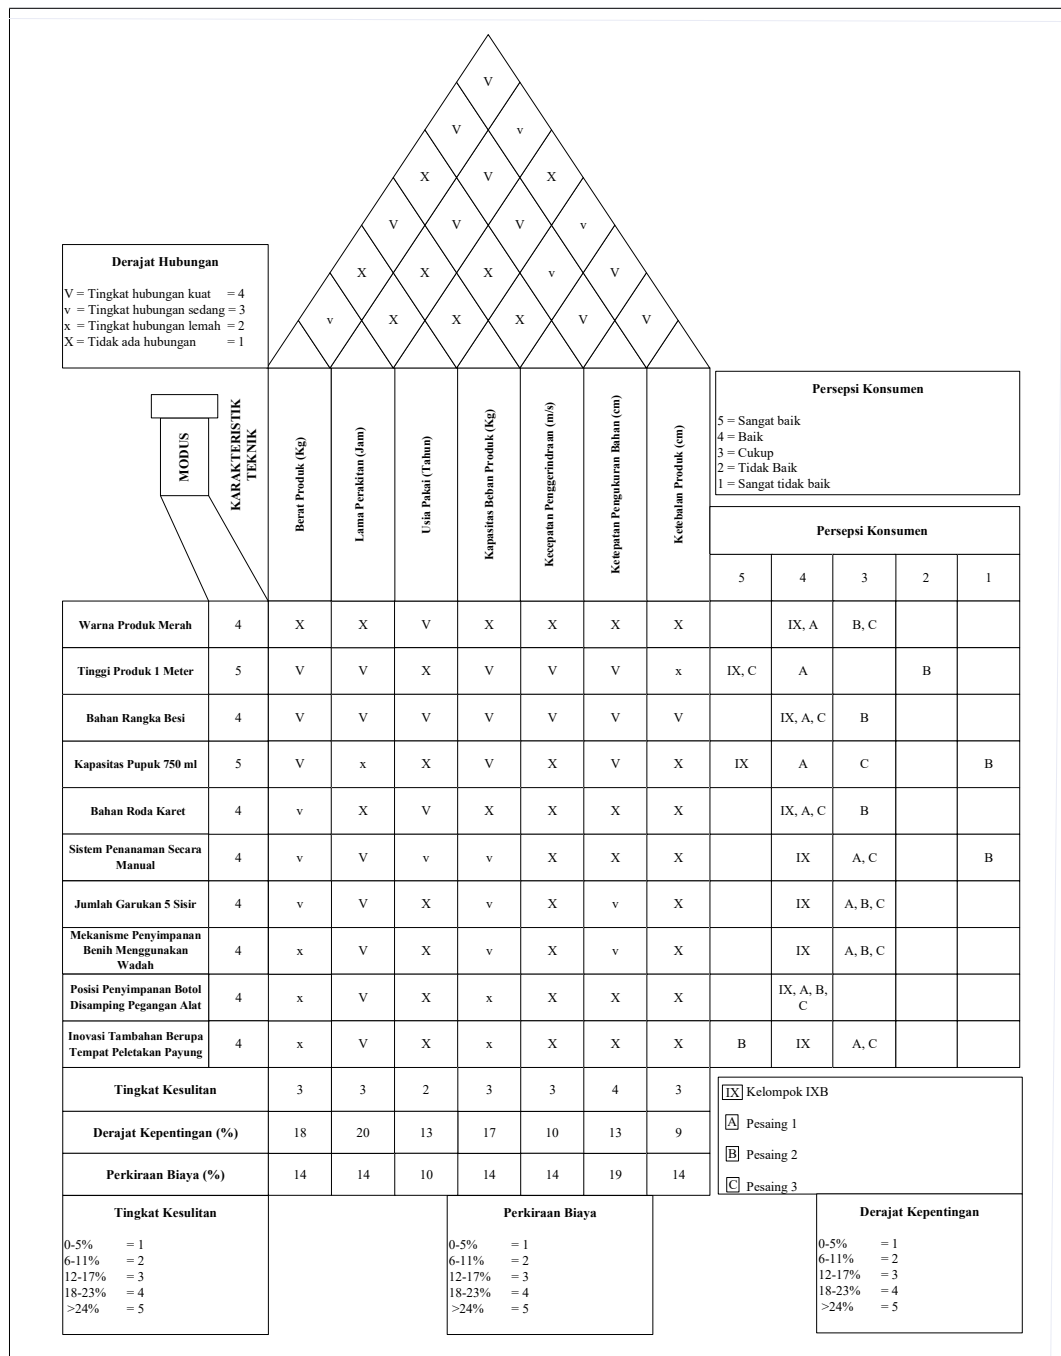 V
V v
X V X
V V V v
X X X v V
v X X X V V
Derajat Hubungan
V = Tingkat hubungan kuat = 4
v = Tingkat hubungan sedang = 3
x = Tingkat hubungan lemah = 2
X = Tidak ada hubungan = 1
MODUS
KARAKTERISTIK
TEKNIK
Berat Produk (Kg)
Lama Perakitan (Jam)
Usia Pakai (Tahun)
Kapasitas Beban Produk (Kg)
Kecepatan Penggerindraan (m/s)
Ketepatan Pengukuran Bahan (cm)
Ketebalan Produk (cm)
Persepsi Konsumen
5 = Sangat baik
4 = Baik
3 = Cukup
2 = Tidak Baik
1 = Sangat tidak baik
Persepsi Konsumen
5 4 3 2 1
Warna Produk Merah 4 X X V X X X X IX, A B, C
Tinggi Produk 1 Meter 5 V V X V V V x IX, C A B
Bahan Rangka Besi 4 V V V V V V V IX, A, C B
Kapasitas Pupuk 750 ml 5 V x X V X V X IX A C B
Bahan Roda Karet 4 v X V X X X X IX, A, C B
Sistem Penanaman Secara
Manual 4 v V v v X X X IX A, C B
Jumlah Garukan 5 Sisir 4 v V X v X v X IX A, B, C
Mekanisme Penyimpanan
Benih Menggunakan
Wadah 4 x V X v X v X IX A, B, C
Posisi Penyimpanan Botol
Disamping Pegangan Alat 4 x V X x X X X IX, A, B,
C
Inovasi Tambahan Berupa
Tempat Peletakan Payung 4 x V X x X X X B IX A, C
Tingkat Kesulitan 3 3 2 3 3 4 3
Derajat Kepentingan (%) 18 20 13 17 10 13 9
Perkiraan Biaya (%) 14 14 10 14 14 19 14
IX Kelompok IXB
A Pesaing 1
B Pesaing 2
C Pesaing 3
Tingkat Kesulitan
0-5% = 1
6-11% = 2
12-17% = 3
18-23% = 4
>24% = 5
Perkiraan Biaya
0-5% = 1
6-11% = 2
12-17% = 3
18-23% = 4
>24% = 5
Derajat Kepentingan
0-5% = 1
6-11% = 2
12-17% = 3
18-23% = 4
>24% = 5